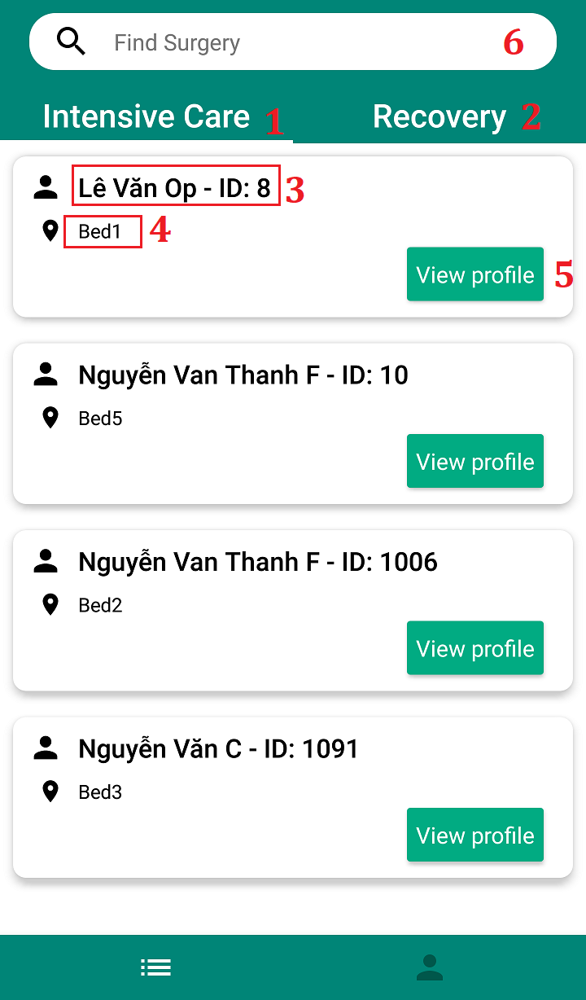 Find Surgery 6
Intensive Care 1 Recovery 2
Lê Văn Op - ID: 8 3
Bed1 4
View profile 5
Nguyễn Van Thanh F - ID: 10
Bed5
View profile
Nguyễn Van Thanh F - ID: 1006
Bed2
View profile
Nguyễn Văn C - ID: 1091
Bed3
View profile